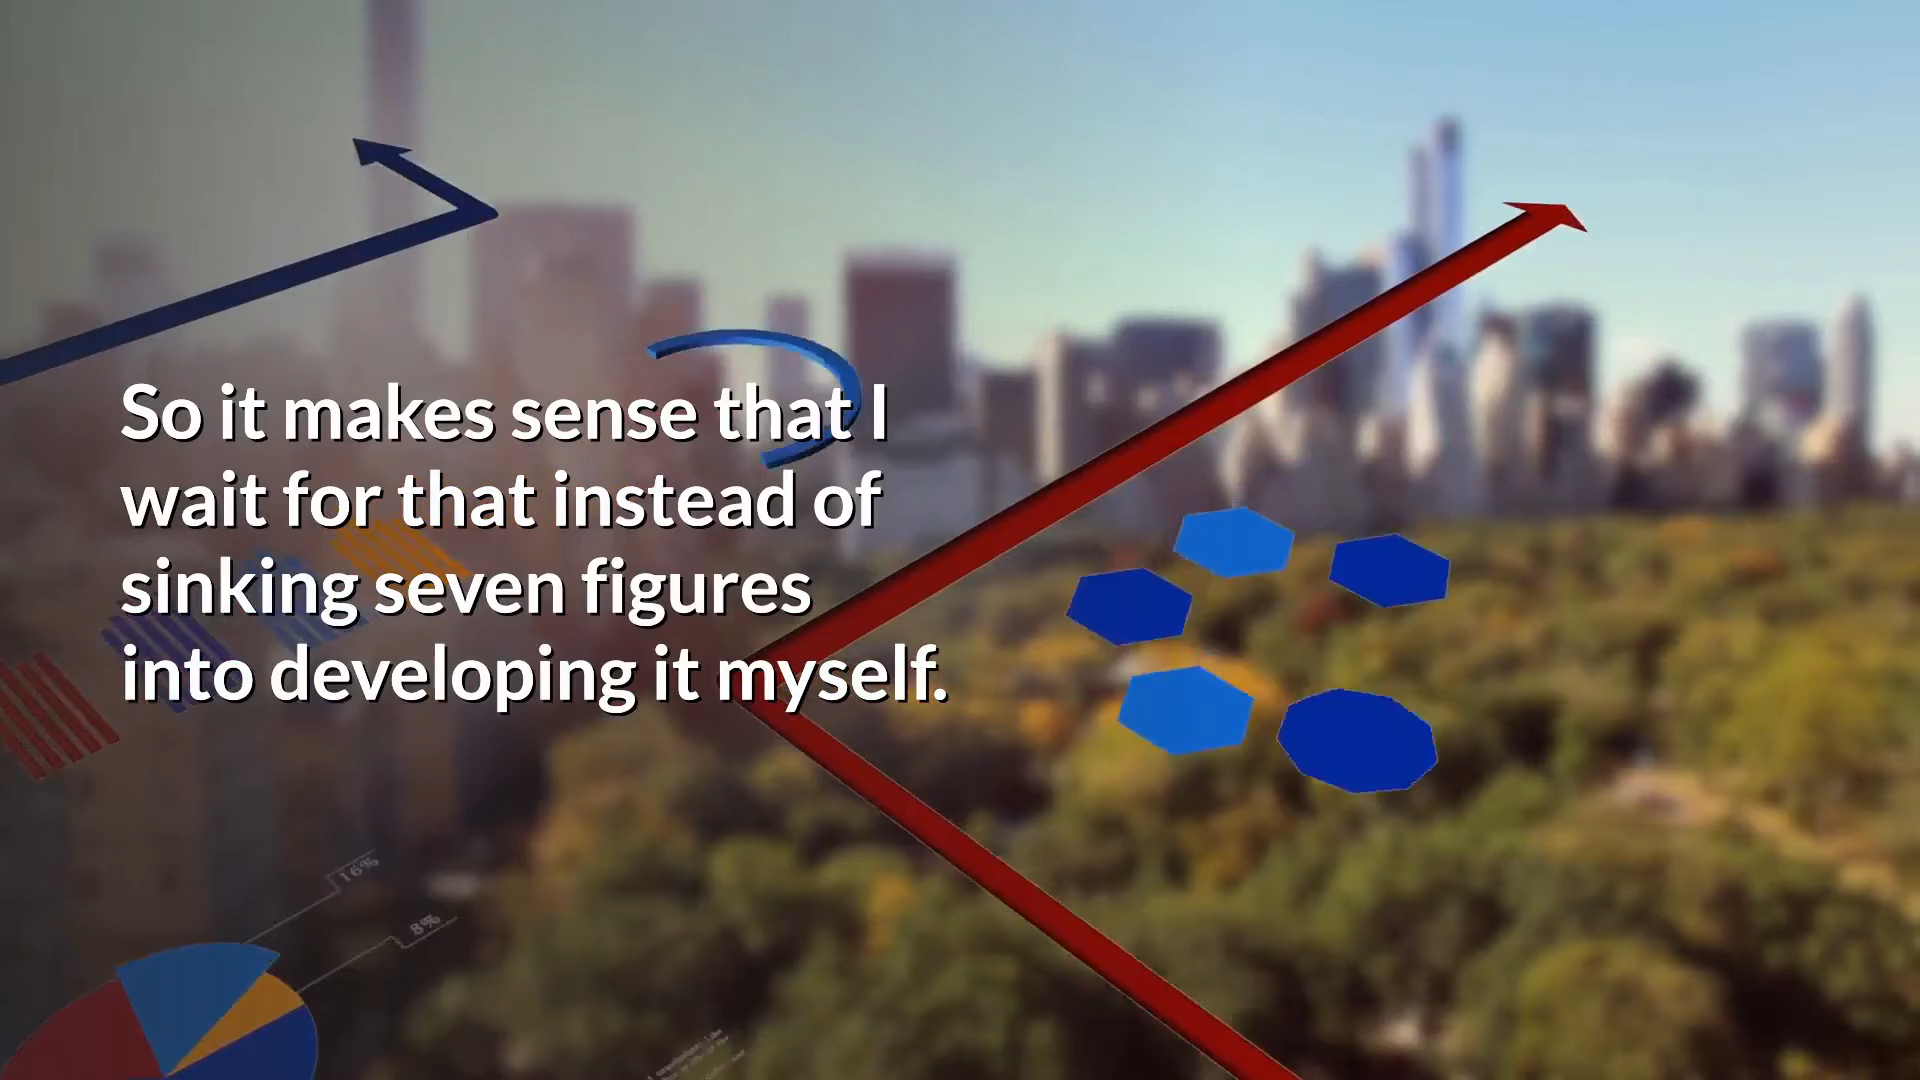 So it makes sense that I
wait for that instead of
sinking seven figures
into developing it myself.
16%
8%